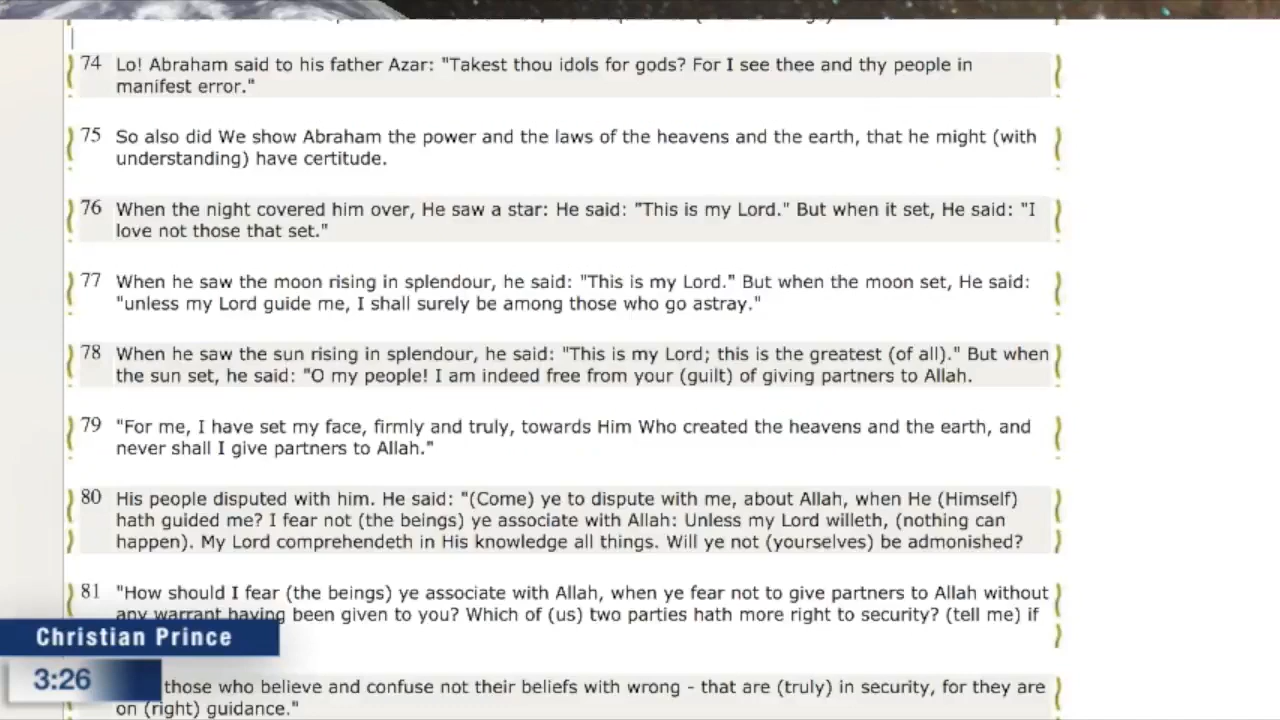 74 Lo! Abraham said to his father Azar: "Takest thou idols for gods? For I see thee and thy people in
manifest error."
75 So also did We show Abraham the power and the laws of the heavens and the earth, that he might (with
understanding) have certitude.
76 When the night covered him over, He saw a star: He said: "This is my Lord." But when it set, He said: "I
love not those that set."
77 When he saw the moon rising in splendour, he said: "This is my Lord." But when the moon set, He said:
"unless my Lord guide me, I shall surely be among those who go astray."
78 When he saw the sun rising in splendour, he said: "This is my Lord; this is the greatest (of all)." But when
the sun set, he said: "O my people! I am indeed free from your (guilt) of giving partners to Allah.
79 "For me, I have set my face, firmly and truly, towards Him Who created the heavens and the earth, and
never shall I give partners to Allah."
80 His people disputed with him. He said: "(Come) ye to dispute with me, about Allah, when He (Himself)
hath guided me? I fear not (the beings) ye associate with Allah: Unless my Lord willeth, (nothing can
happen). My Lord comprehendeth in His knowledge all things. Will ye not (yourselves) be admonished?
81 "How should I fear (the beings) ye associate with Allah, when ye fear not to give partners to Allah without
any warrant having been given to you? Which of (us) two parties hath more right to security? (tell me) if
Christian Prince
3:26
those who believe and confuse not their beliefs with wrong - that are (truly) in security, for they are
on (right) guidance."